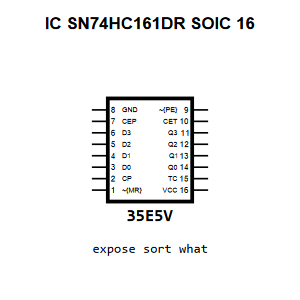 IC SN74HC161DR SOIC 16
8 GND ~{PE} 9
7 CEP CET 10
6 D3 Q3 11
5 D2 Q2 12
4 D1 Q1 13
3 D0 Q0 14
2 CP TC 15
1 ~{MR} VCC 16
35E5V
expose sort what